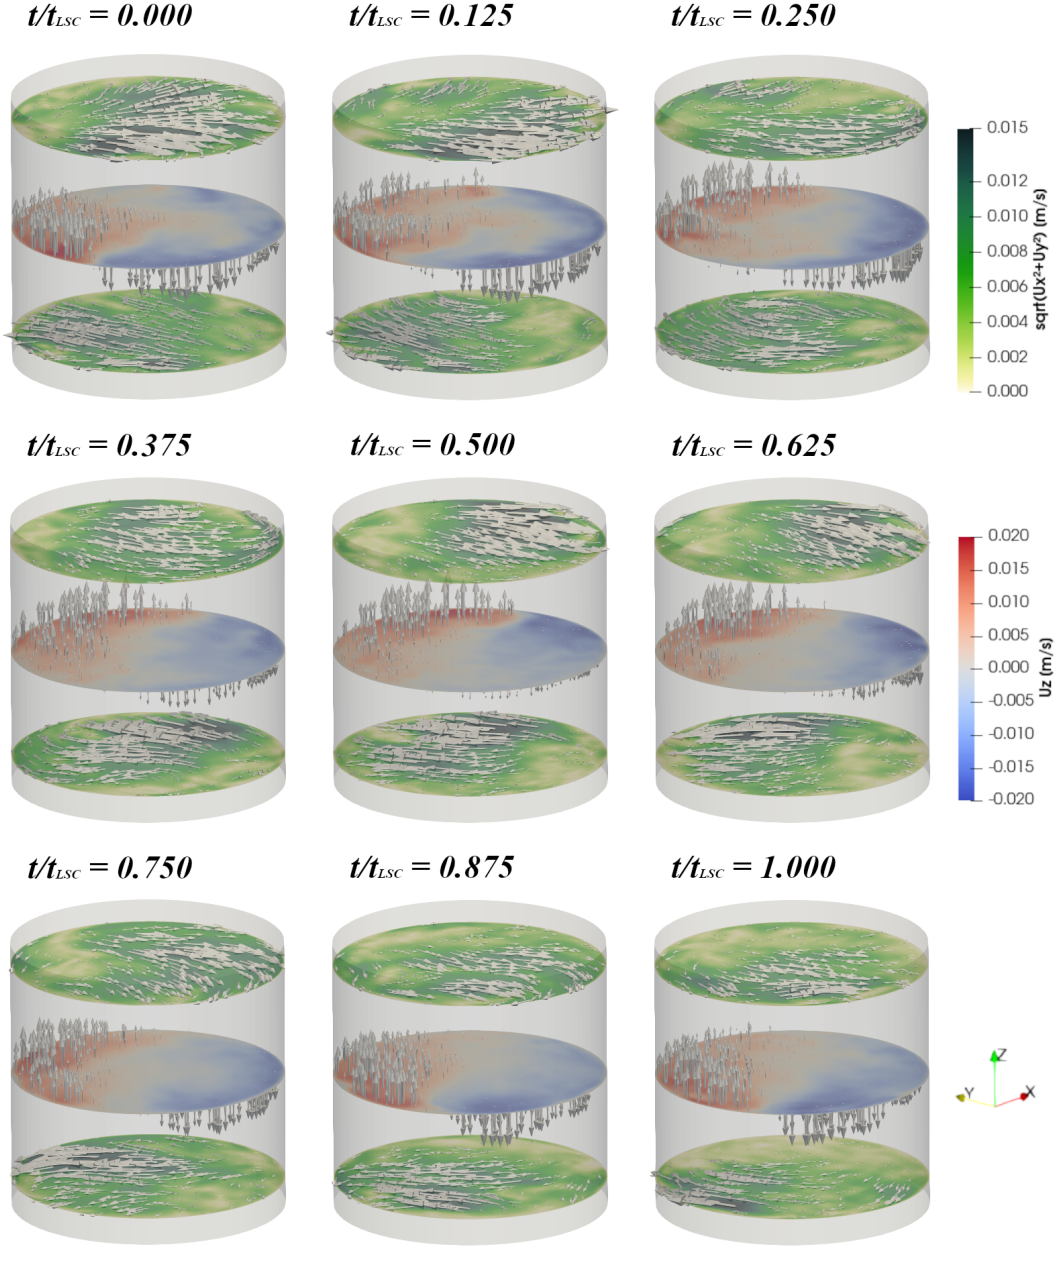 t/tLSC = 0.000
t/tLSC = 0.125
t/tLSC = 0.250
0.015
0.012
0.010
0.008
0.006
0.004
0.002
0.000
sqrt(Ux²+Uy²) (m/s)
t/tLSC = 0.375
t/tLSC = 0.500
t/tLSC = 0.625
0.020
0.015
0.010
0.005
0.000
-0.005
-0.010
-0.015
-0.020
Uz (m/s)
t/tLSC = 0.750
t/tLSC = 0.875
t/tLSC = 1.000
Z
Y
X